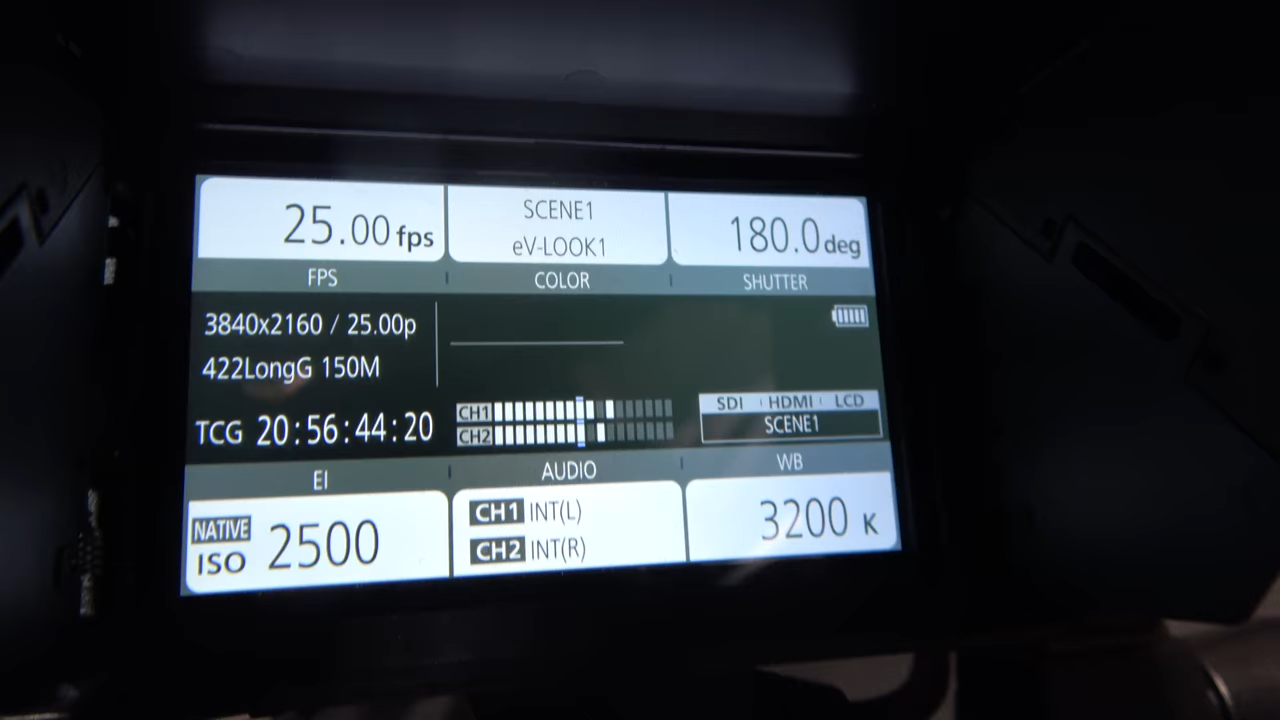 25.00 fps
SCENE1
eV-LOOK1
180.0 deg
FPS
COLOR
SHUTTER
3840x2160 / 25.00p
422LongG 150M
TCG 20:56:44:20
CH1
CH2
SDI HDMI LCD
SCENE1
EI
AUDIO
WB
NATIVE
ISO 2500
CH1 INT(L)
CH2 INT(R)
3200 K